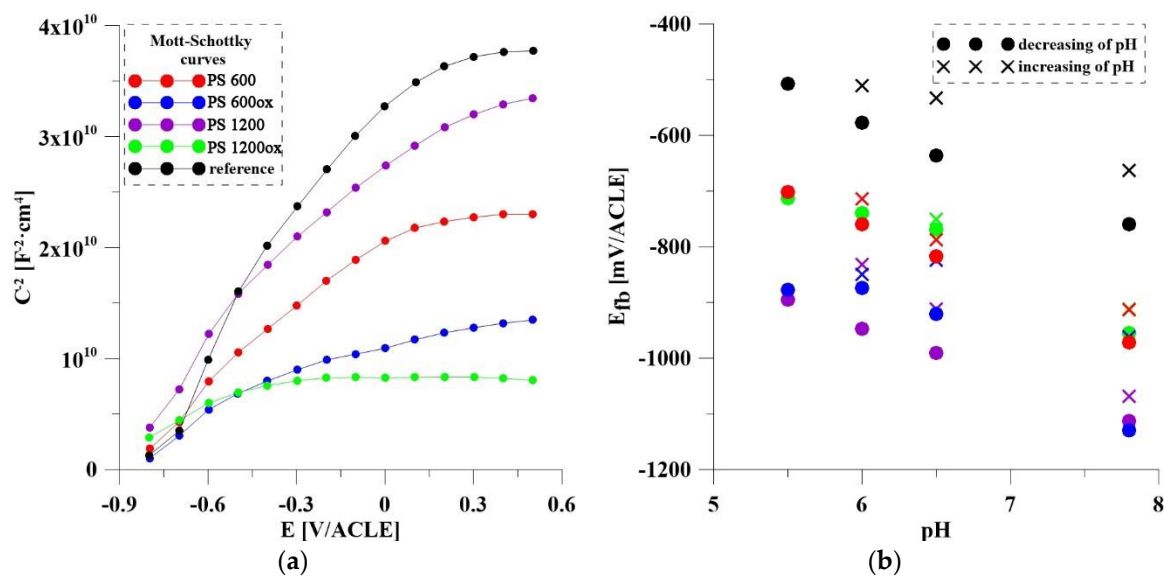 4x10¹⁰
3x10¹⁰
2x10¹⁰
10¹⁰
0
C⁻² [F⁻²·cm⁴]
Mott-Schottky
curves
PS 600
PS 600ox
PS 1200
PS 1200ox
reference
-0.9 -0.6 -0.3 0 0.3 0.6
E [V/ACLE]
(a)
-400
-600
-800
-1000
-1200
E_fb [mV/ACLE]
decreasing of pH
increasing of pH
5 6 7 8
pH
(b)